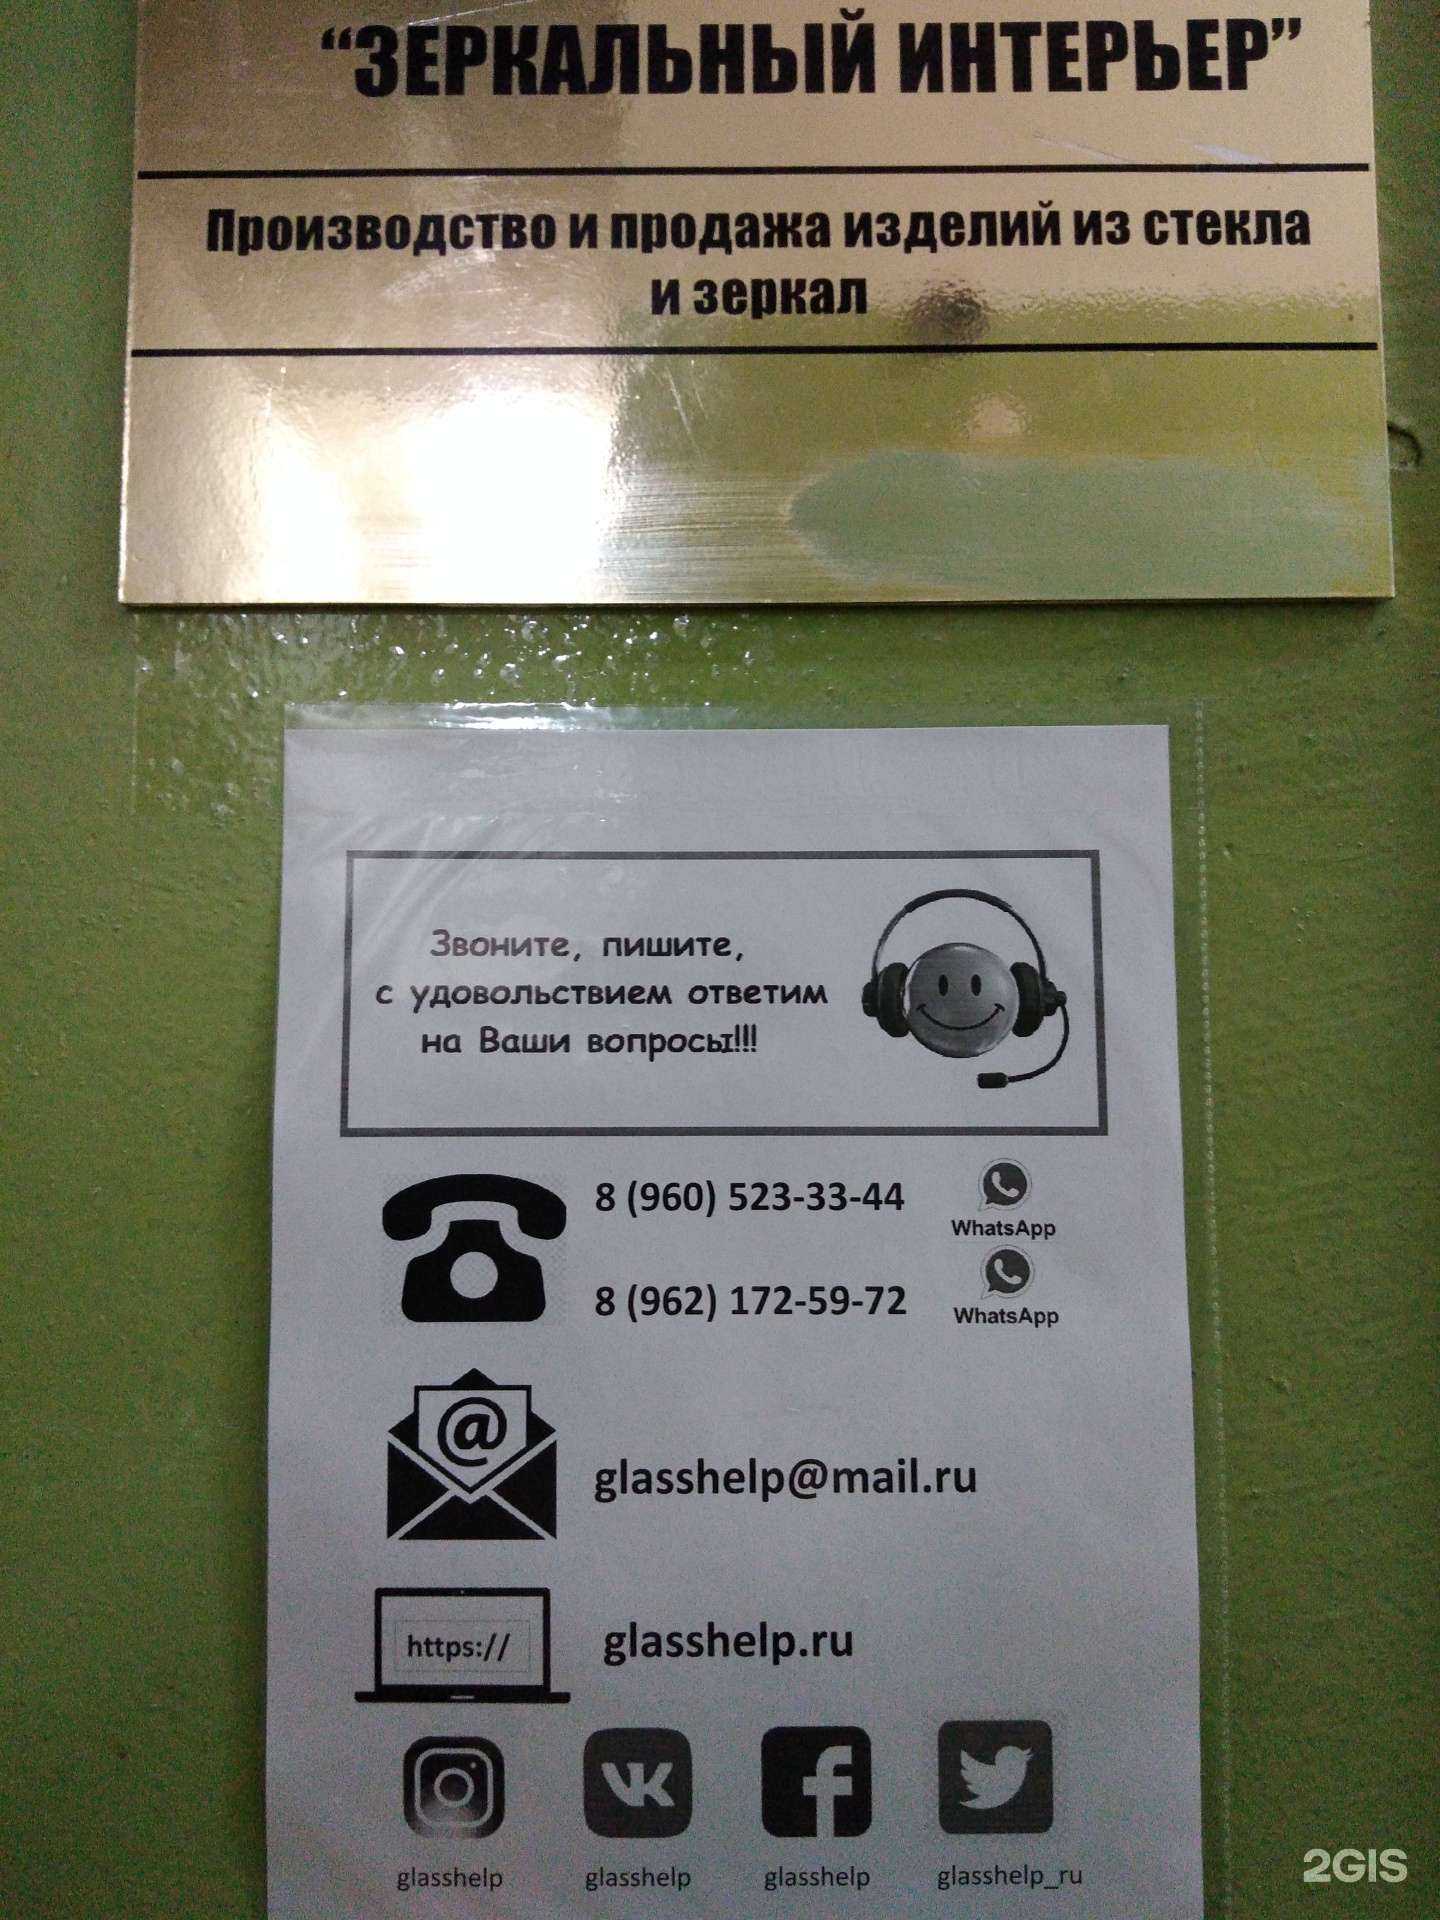 “ЗЕРКАЛЬНЫЙ ИНТЕРЬЕР”
Производство и продажа изделий из стекла
и зеркал
Звоните, пишите,
с удовольствием ответим
на Ваши вопросы!!!
8 (960) 523-33-44
WhatsApp
8 (962) 172-59-72
WhatsApp
@
glasshelp@mail.ru
https://
glasshelp.ru
glasshelp
glasshelp
glasshelp
glasshelp_ru
2GIS